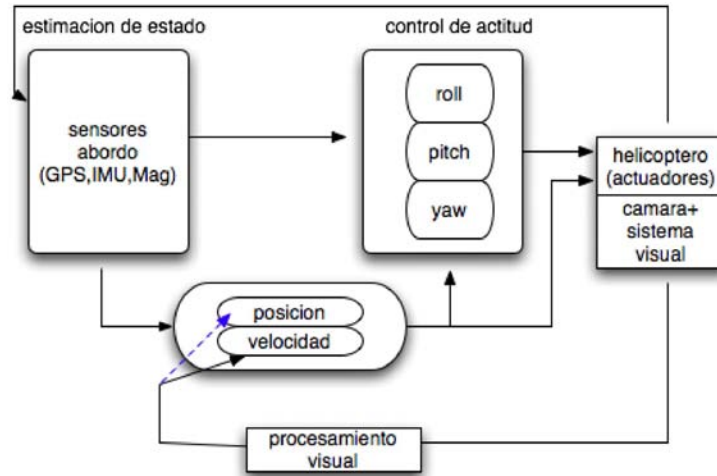 estimacion de estado
control de actitud
sensores
abordo
(GPS,IMU,Mag)
roll
pitch
yaw
helicoptero
(actuadores)
camara+
sistema
visual
posicion
velocidad
procesamiento
visual